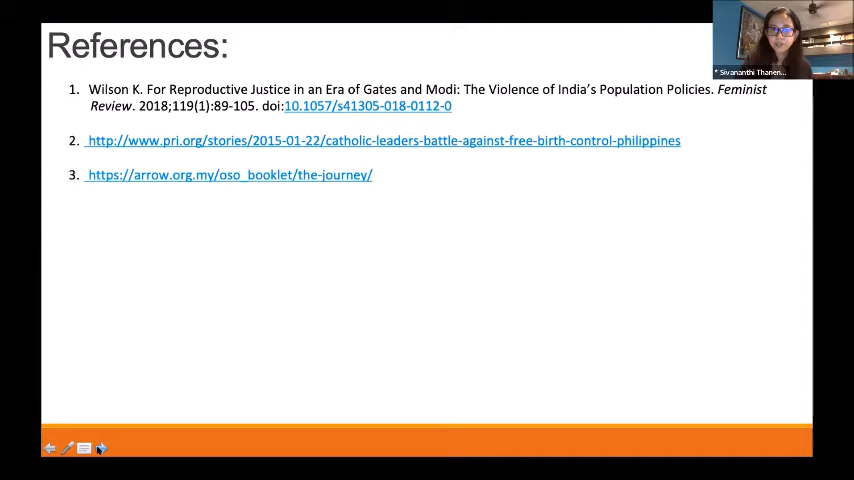 References:
* Sivananthi Thanen...
1. Wilson K. For Reproductive Justice in an Era of Gates and Modi: The Violence of India's Population Policies. Feminist
Review. 2018;119(1):89-105. doi:10.1057/s41305-018-0112-0
2. http://www.pri.org/stories/2015-01-22/catholic-leaders-battle-against-free-birth-control-philippines
3. https://arrow.org.my/oso_booklet/the-journey/